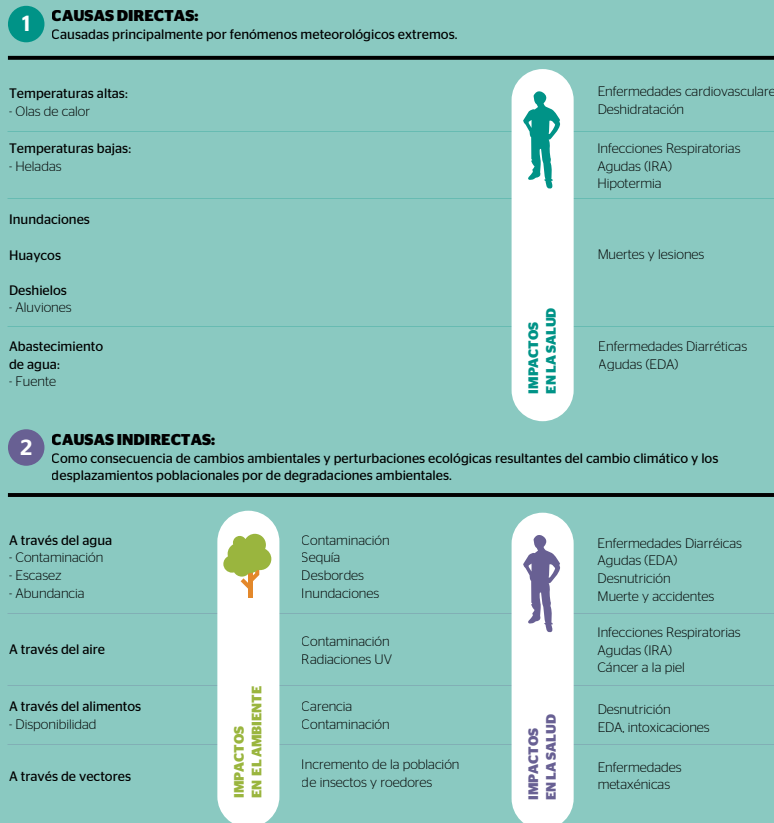 1
CAUSAS DIRECTAS:
Causadas principalmente por fenómenos meteorológicos extremos.
Temperaturas altas:
- Olas de calor
Enfermedades cardiovasculare
Deshidratación
Temperaturas bajas:
- Heladas
Infecciones Respiratorias
Agudas (IRA)
Hipotermia
Inundaciones
Huaycos
Deshielos
- Aluviones
Muertes y lesiones
Abastecimiento
de agua:
- Fuente
IMPACTOS
EN LA SALUD
Enfermedades Diarréticas
Agudas (EDA)
2
CAUSAS INDIRECTAS:
Como consecuencia de cambios ambientales y perturbaciones ecológicas resultantes del cambio climático y los
desplazamientos poblacionales por de degradaciones ambientales.
A través del agua
- Contaminación
- Escasez
- Abundancia
Contaminación
Sequía
Desbordes
Inundaciones
Enfermedades Diarréicas
Agudas (EDA)
Desnutrición
Muerte y accidentes
A través del aire
Contaminación
Radiaciones UV
Infecciones Respiratorias
Agudas (IRA)
Cáncer a la piel
A través del alimentos
- Disponibilidad
Carencia
Contaminación
Desnutrición
EDA, intoxicaciones
A través de vectores
IMPACTOS
EN EL AMBIENTE
Incremento de la población
de insectos y roedores
IMPACTOS
EN LA SALUD
Enfermedades
metaxénicas